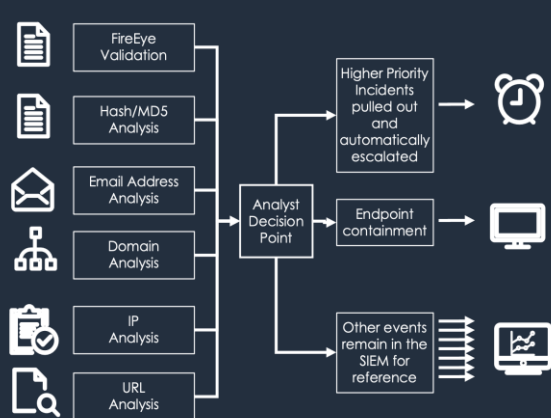 FireEye
Validation
Hash/MD5
Analysis
Email Address
Analysis
Domain
Analysis
IP
Analysis
URL
Analysis
Analyst
Decision
Point
Higher Priority
Incidents
pulled out
and
automatically
escalated
Endpoint
containment
Other events
remain in the
SIEM for
reference